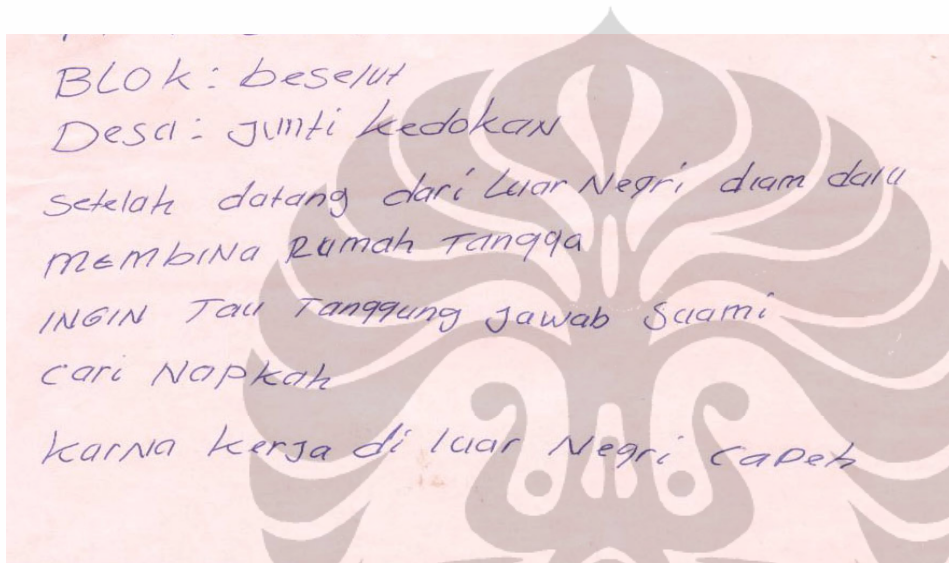 BLOK: beselut
Desa: Junti kedokan
setelah datang dari Luar Negri diam dalu
MEMbiNa Rumah Tangga
INGIN Tau Tanggung Jawab Suami
cari Napkah
karNa kerja di luar Negri capeh